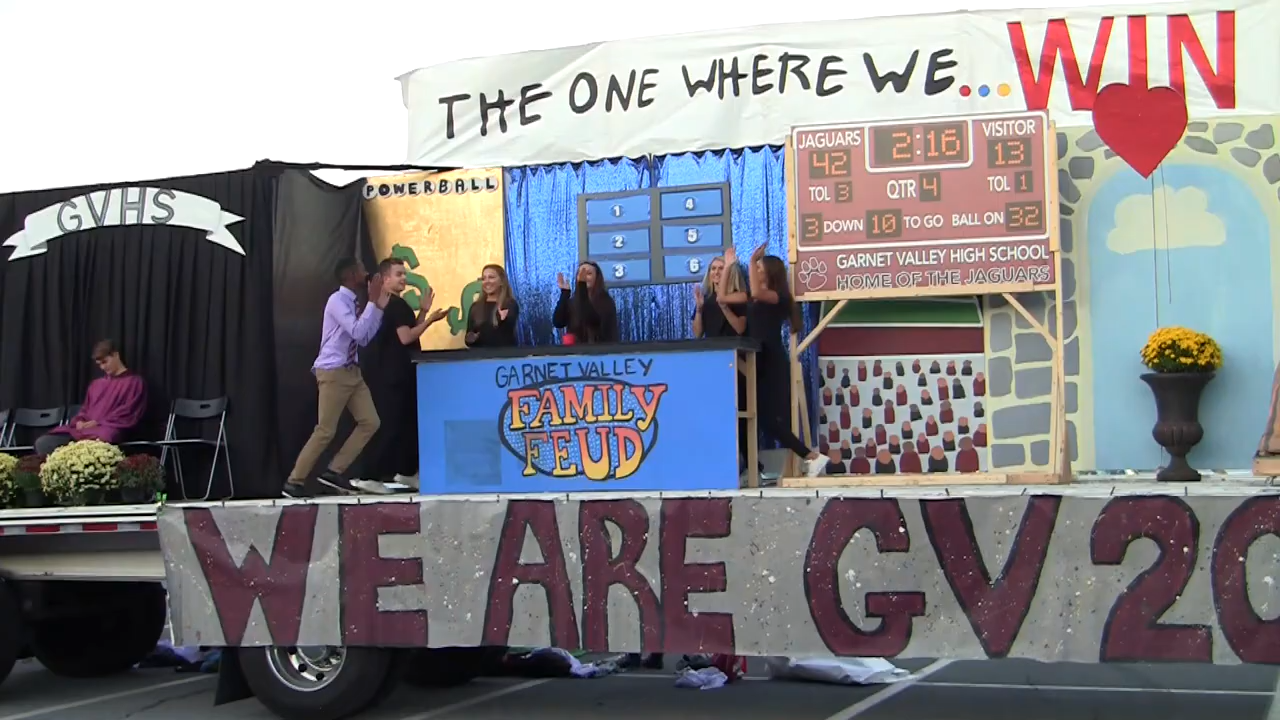 THE ONE WHERE WE...WIN
GVHS
POWERBALL
$
$
1
2
3
4
5
6
JAGUARS 2:16 VISITOR
42 13
TOL 3 QTR 4 TOL 1
3 DOWN 10 TO GO BALL ON 32
GARNET VALLEY HIGH SCHOOL
HOME OF THE JAGUARS
GARNET VALLEY
FAMILY
FEUD
WE ARE GV 20